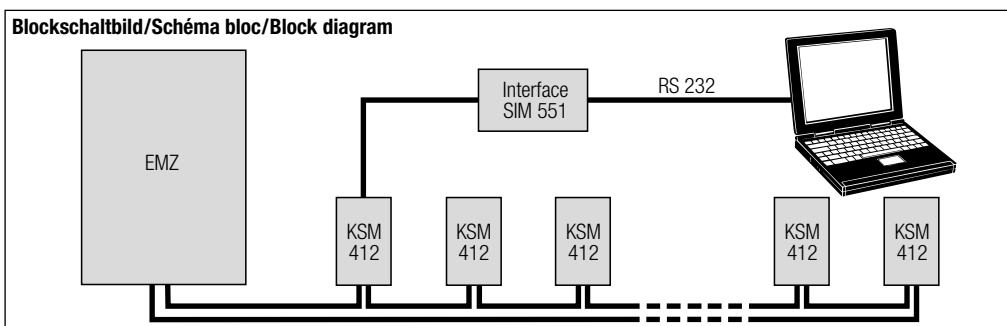 Blockschaltbild/Schéma bloc/Block diagram
EMZ
Interface
SIM 551
RS 232
KSM
412
KSM
412
KSM
412
KSM
412
KSM
412